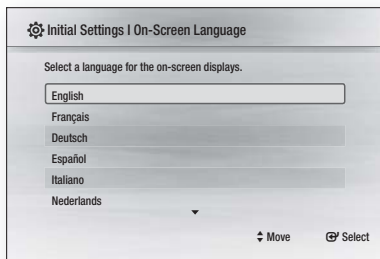 Initial Settings I On-Screen Language
Select a language for the on-screen displays.
English
Français
Deutsch
Español
Italiano
Nederlands
Move Select